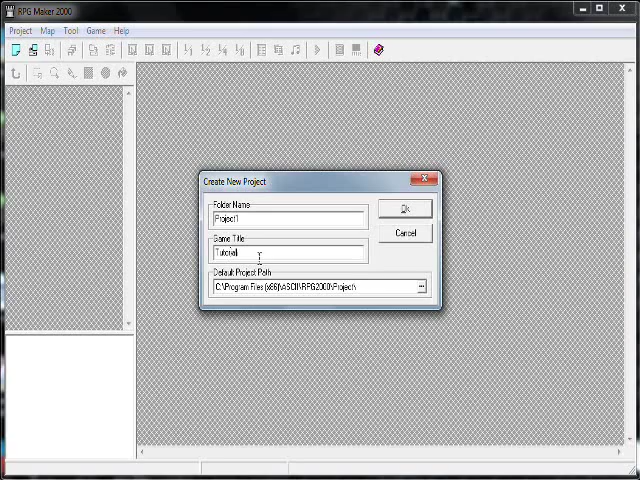 RPG Maker 2000
Project Map Tool Game Help
Create New Project
Folder Name
Project1
Ok
Game Title
Tutorial
Cancel
Default Project Path
C:\Program Files (x86)\ASCII\RPG2000\Project\
...